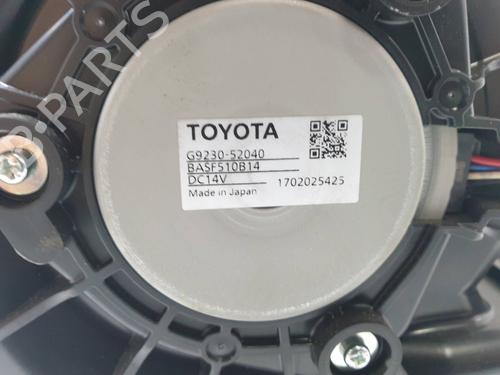 TOYOTA
G9230-52040
BASF510B14
DC14V 1702025425
Made in Japan
B-PARTS